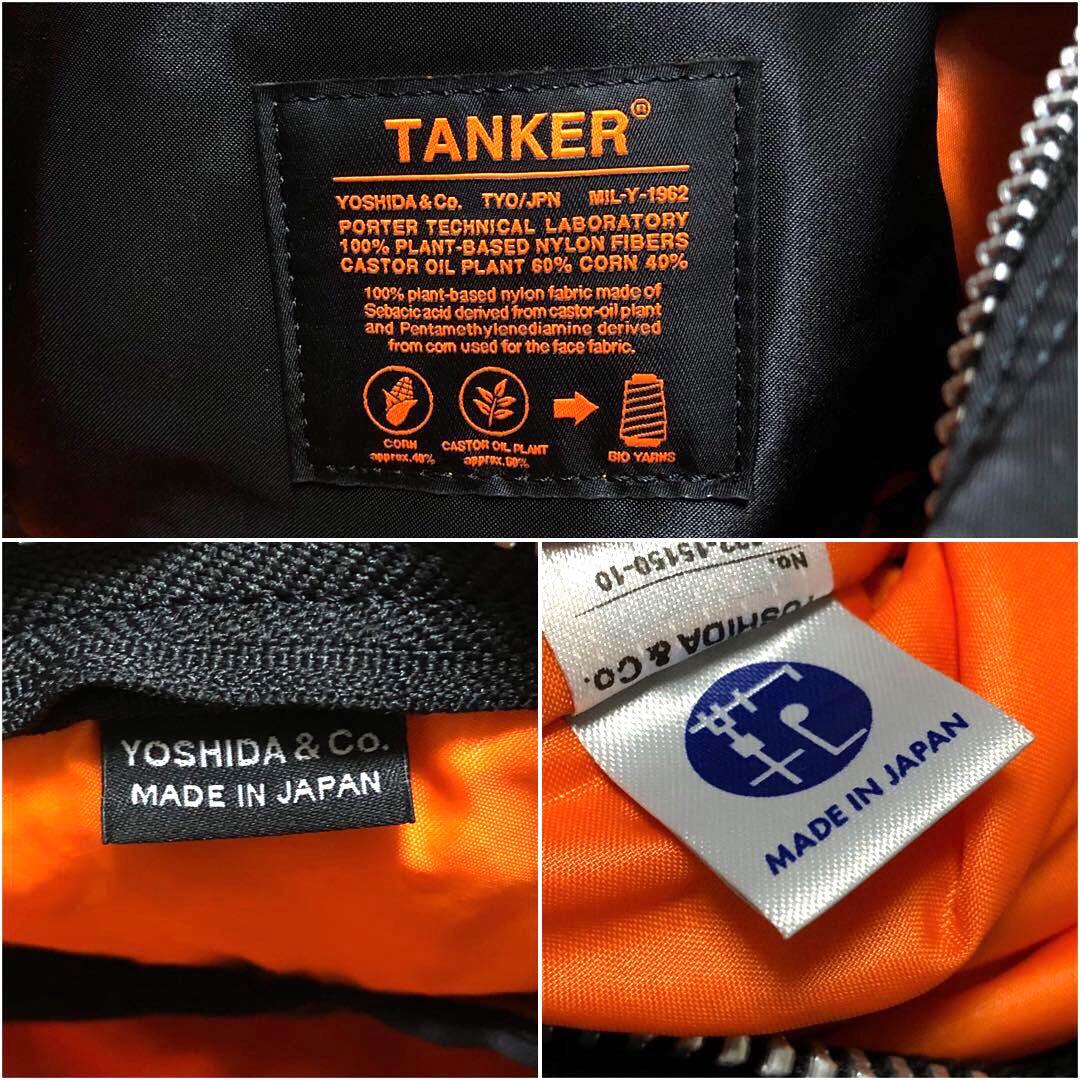 TANKER®
YOSHIDA & Co. TYO/JPN MIL-Y-1962
PORTER TECHNICAL LABORATORY
100% PLANT-BASED NYLON FIBERS
CASTOR OIL PLANT 60% CORN 40%
100% plant-based nylon fabric made of
Sebacic acid derived from castor-oil plant
and Pentamethylenediamine derived
from corn used for the face fabric.
CORN
approx.40%
CASTOR OIL PLANT
approx.60%
BIO YARNS
YOSHIDA & Co.
MADE IN JAPAN
No. 15150-10
YOSHIDA & Co.
MADE IN JAPAN